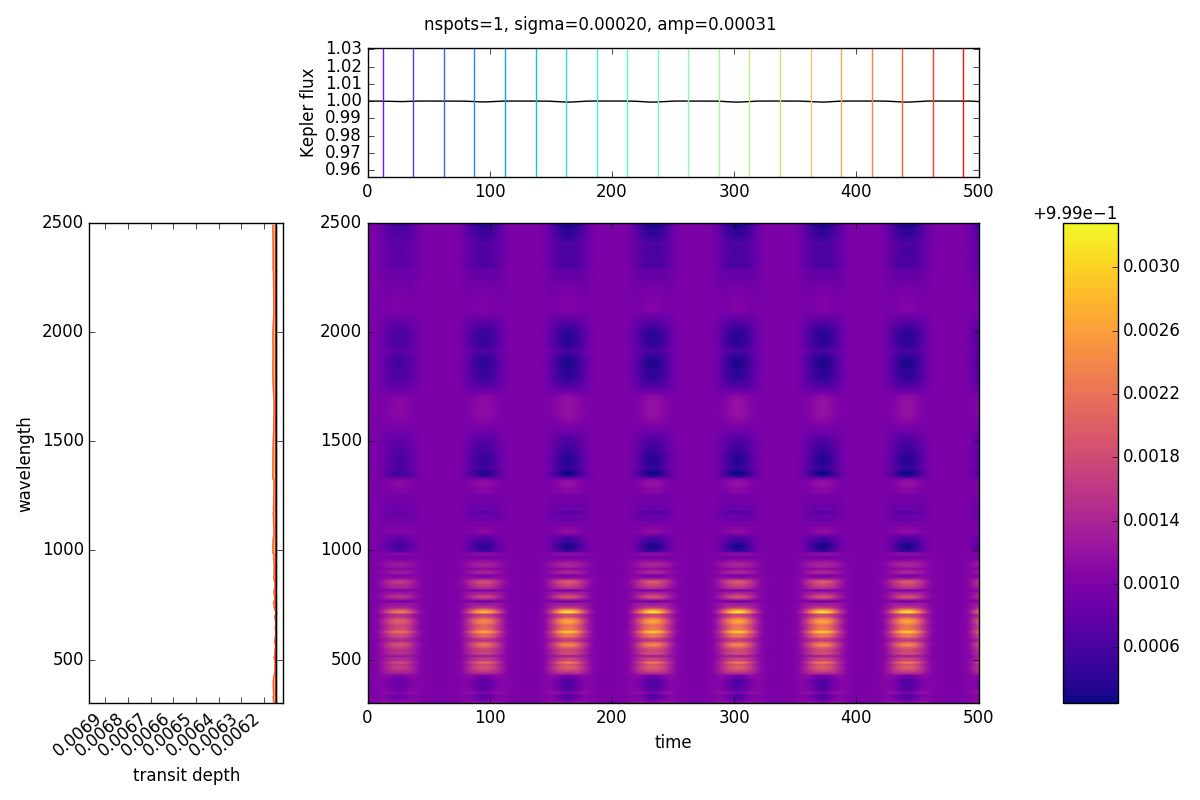 nspots=1, sigma=0.00020, amp=0.00031
Kepler flux
1.03
1.02
1.01
1.00
0.99
0.98
0.97
0.96
0 100 200 300 400 500
wavelength
2500
2000
1500
1000
500
0.0069 0.0068 0.0067 0.0066 0.0065 0.0064 0.0063 0.0062
transit depth
2500
2000
1500
1000
500
0 100 200 300 400 500
time
+9.99e−1
0.0030
0.0026
0.0022
0.0018
0.0014
0.0010
0.0006